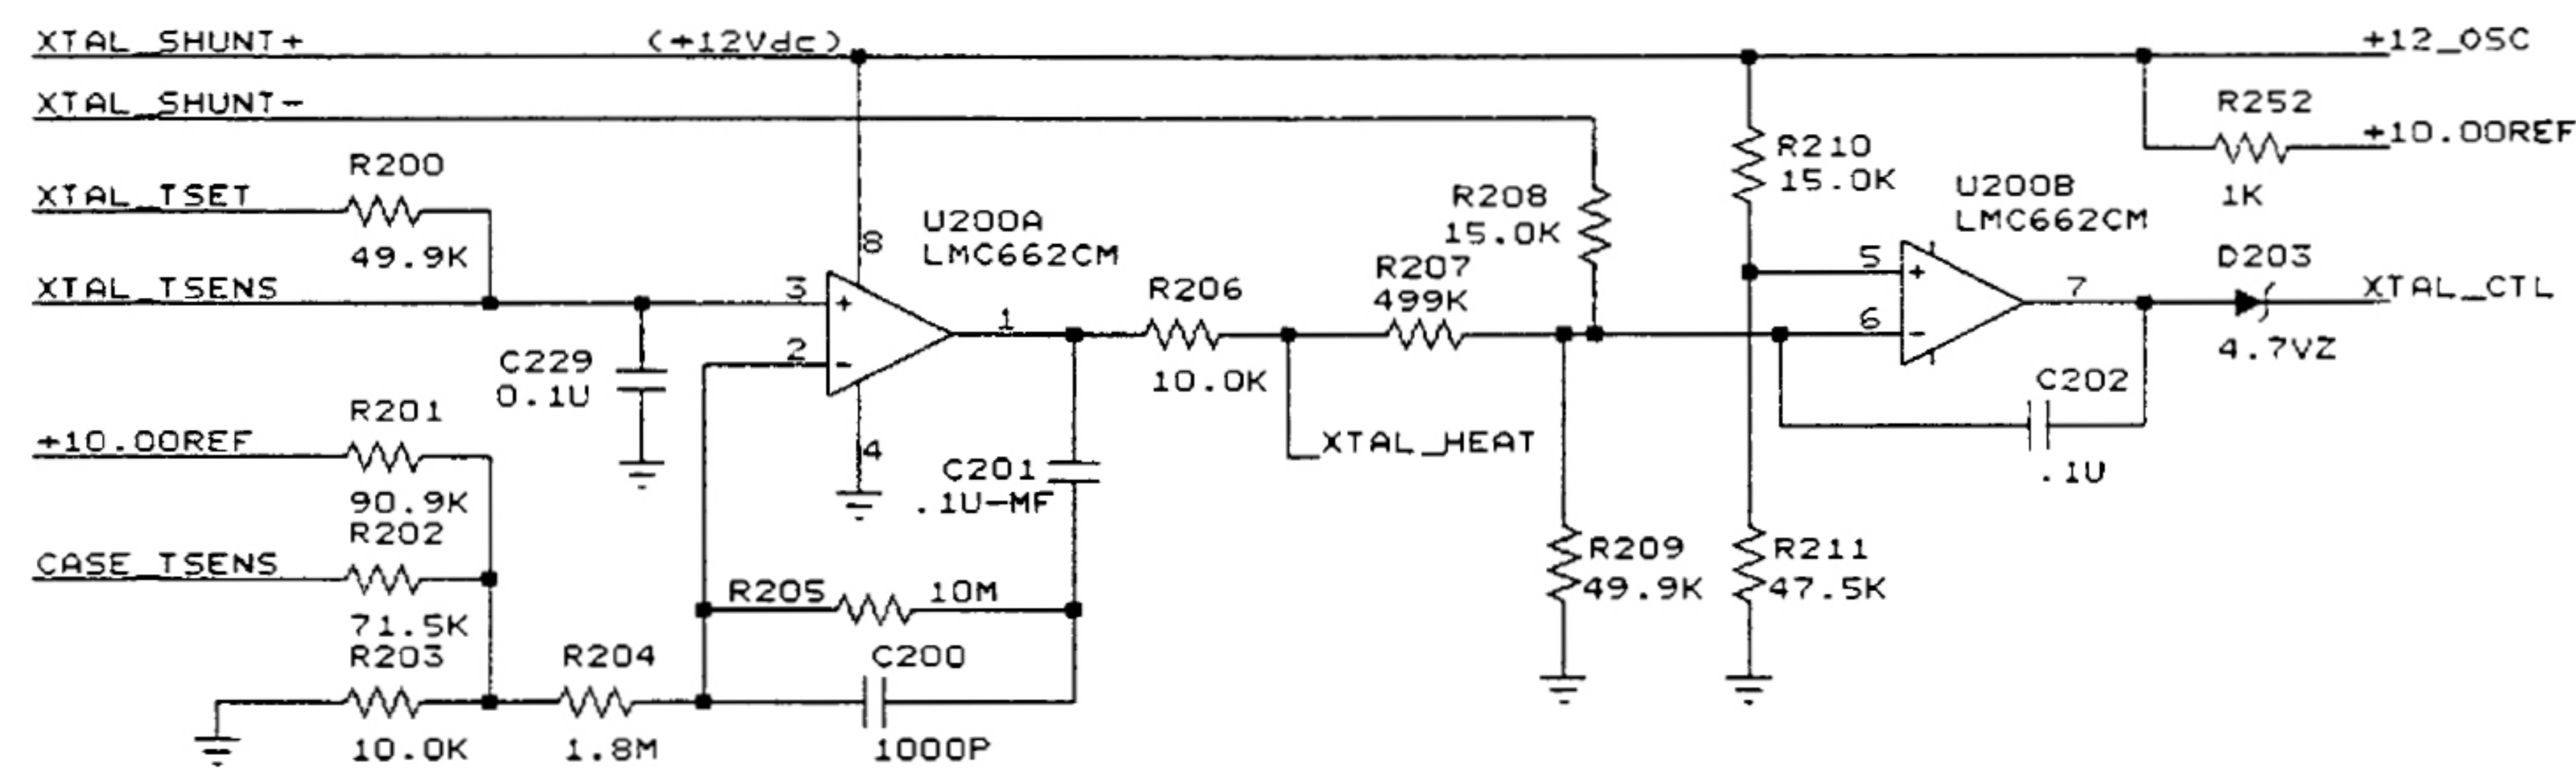 XTAL_SHUNT+
(+12Vdc)
+12_OSC
XTAL_SHUNT-
R252
+10.00REF
1K
R200
XTAL_TSET
49.9K
XTAL_TSENS
8
U200A
LMC662CM
3
+
2
-
1
4
C229
0.1U
R206
10.0K
R207
499K
R208
15.0K
R210
15.0K
U200B
LMC662CM
5
+
6
-
7
D203
XTAL_CTL
4.7VZ
C202
.1U
XTAL_HEAT
R201
+10.00REF
90.9K
R202
CASE_TSENS
71.5K
R203
10.0K
R204
1.8M
C201
.1U-MF
R205
10M
C200
1000P
R209
49.9K
R211
47.5K